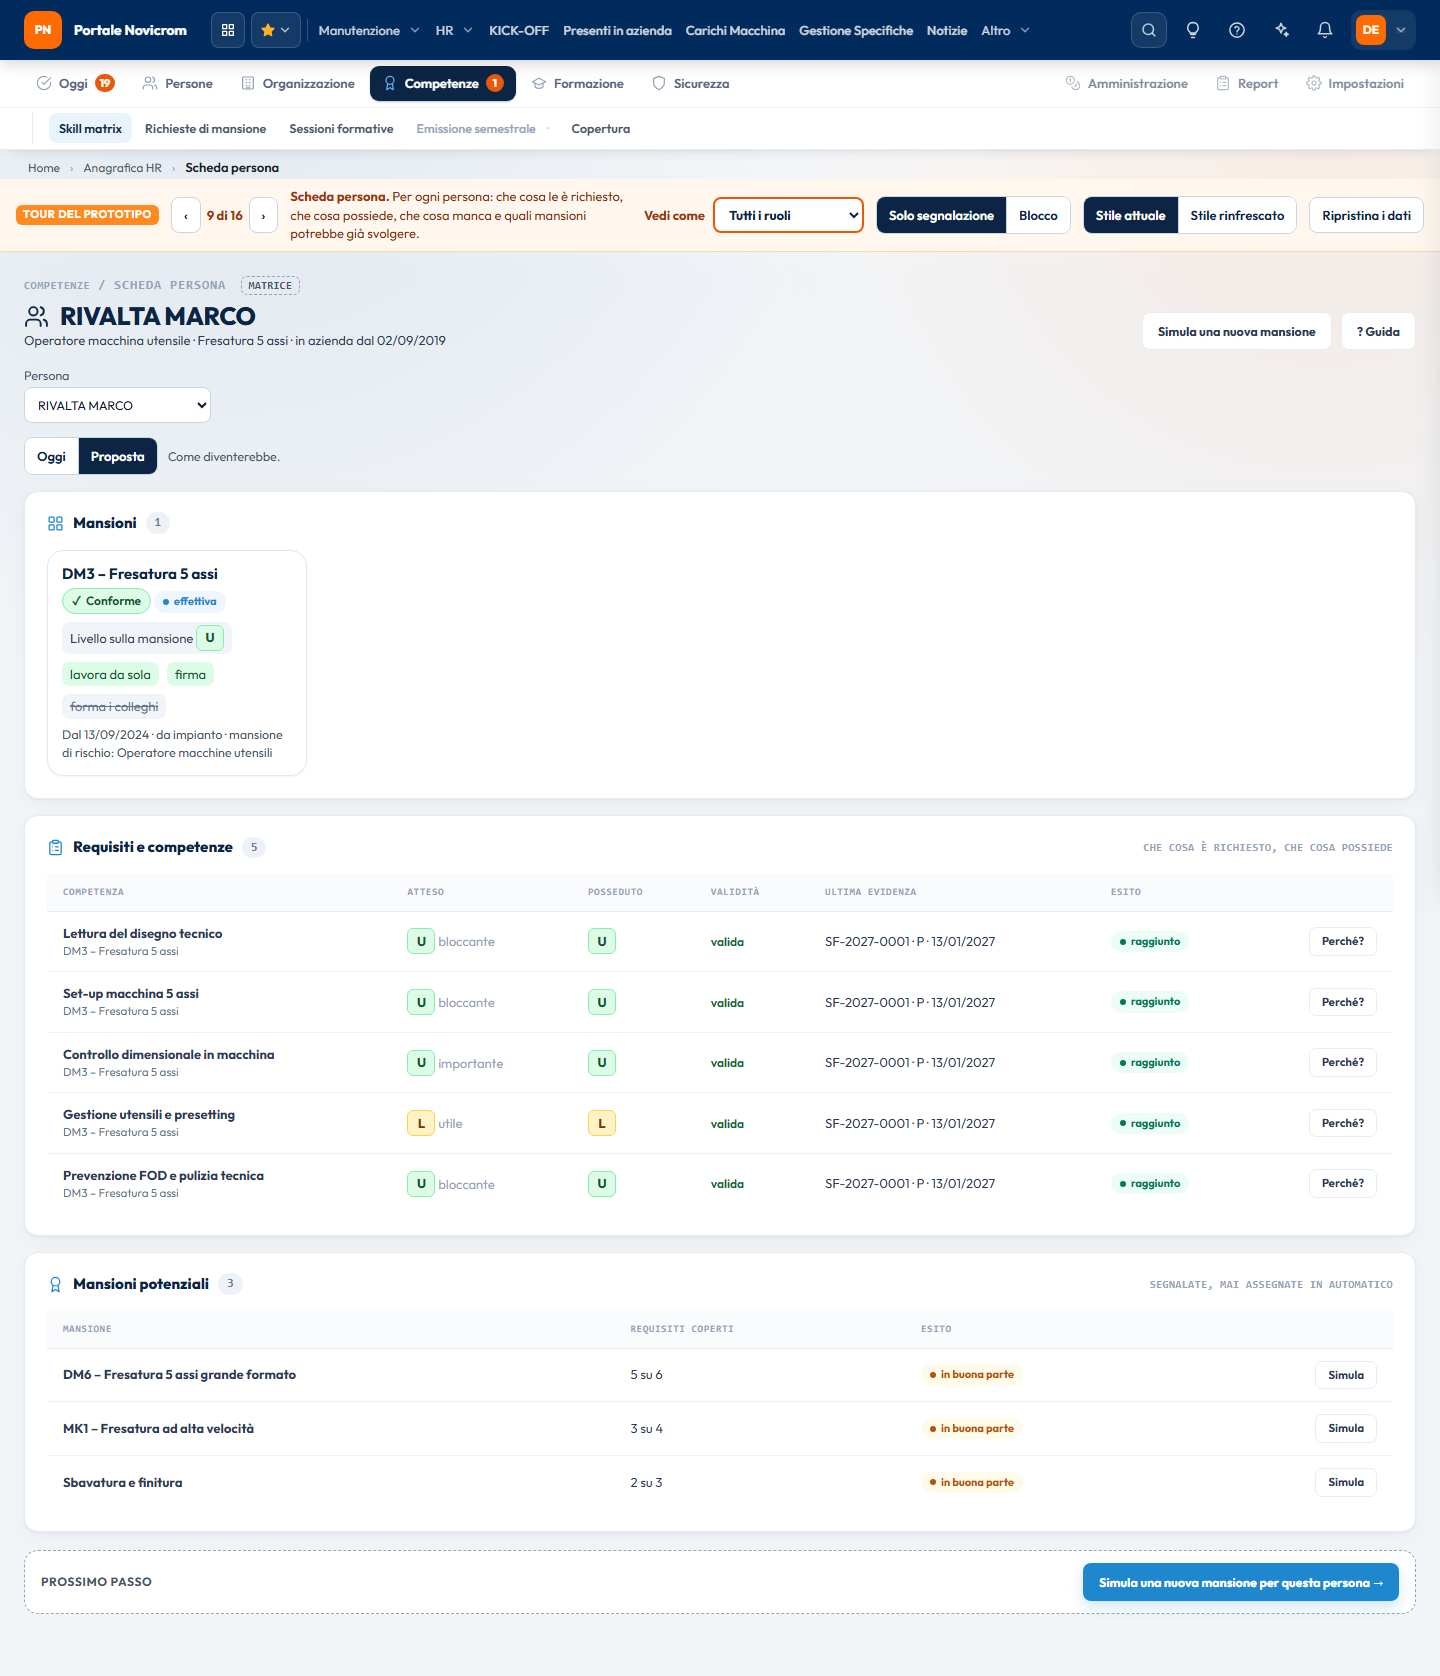 PN Portale Novicrom Manutenzione HR KICK-OFF Presenti in azienda Carichi Macchina Gestione Specifiche Notizie Altro DE
Oggi 19 Persone Organizzazione Competenze 1 Formazione Sicurezza Amministrazione Report Impostazioni
Skill matrix Richieste di mansione Sessioni formative Emissione semestrale · Copertura
Home › Anagrafica HR › Scheda persona
TOUR DEL PROTOTIPO ‹ 9 di 16 › Scheda persona. Per ogni persona: che cosa le è richiesto,
che cosa possiede, che cosa manca e quali mansioni
potrebbe già svolgere.
Vedi come Tutti i ruoli Solo segnalazione Blocco Stile attuale Stile rinfrescato Ripristina i dati
COMPETENZE / SCHEDA PERSONA MATRICE
RIVALTA MARCO
Operatore macchina utensile · Fresatura 5 assi · in azienda dal 02/09/2019
Simula una nuova mansione ? Guida
Persona
RIVALTA MARCO
Oggi Proposta Come diventerebbe.
Mansioni 1
DM3 – Fresatura 5 assi
✓ Conforme effettiva
Livello sulla mansione U
lavora da sola firma
forma i colleghi
Dal 13/09/2024 · da impianto · mansione
di rischio: Operatore macchine utensili
Requisiti e competenze 5 CHE COSA È RICHIESTO, CHE COSA POSSIEDE
COMPETENZA ATTESO POSSEDUTO VALIDITÀ ULTIMA EVIDENZA ESITO
Lettura del disegno tecnico
DM3 – Fresatura 5 assi
U bloccante U valida SF-2027-0001 · P · 13/01/2027 raggiunto Perché?
Set-up macchina 5 assi
DM3 – Fresatura 5 assi
U bloccante U valida SF-2027-0001 · P · 13/01/2027 raggiunto Perché?
Controllo dimensionale in macchina
DM3 – Fresatura 5 assi
U importante U valida SF-2027-0001 · P · 13/01/2027 raggiunto Perché?
Gestione utensili e presetting
DM3 – Fresatura 5 assi
L utile L valida SF-2027-0001 · P · 13/01/2027 raggiunto Perché?
Prevenzione FOD e pulizia tecnica
DM3 – Fresatura 5 assi
U bloccante U valida SF-2027-0001 · P · 13/01/2027 raggiunto Perché?
Mansioni potenziali 3 SEGNALATE, MAI ASSEGNATE IN AUTOMATICO
MANSIONE REQUISITI COPERTI ESITO
DM6 – Fresatura 5 assi grande formato 5 su 6 in buona parte Simula
MK1 – Fresatura ad alta velocità 3 su 4 in buona parte Simula
Sbavatura e finitura 2 su 3 in buona parte Simula
PROSSIMO PASSO Simula una nuova mansione per questa persona →